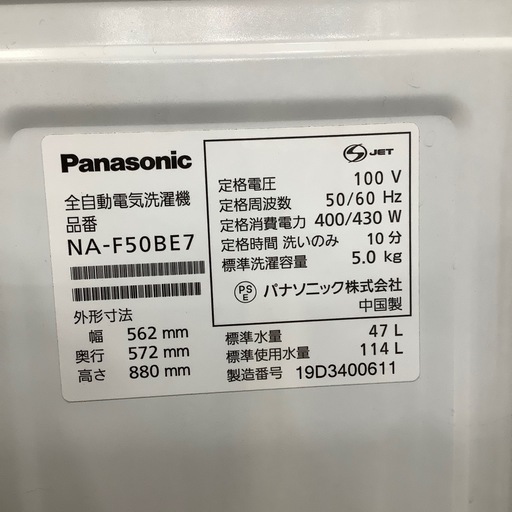 Panasonic
全自動電気洗濯機
品番
NA-F50BE7
外形寸法
幅 562 mm
奥行 572 mm
高さ 880 mm
S JET
定格電圧 100 V
定格周波数 50/60 Hz
定格消費電力 400/430 W
定格時間 洗いのみ 10分
標準洗濯容量 5.0 kg
PSE パナソニック株式会社
中国製
標準水量 47 L
標準使用水量 114 L
製造番号 19D3400611